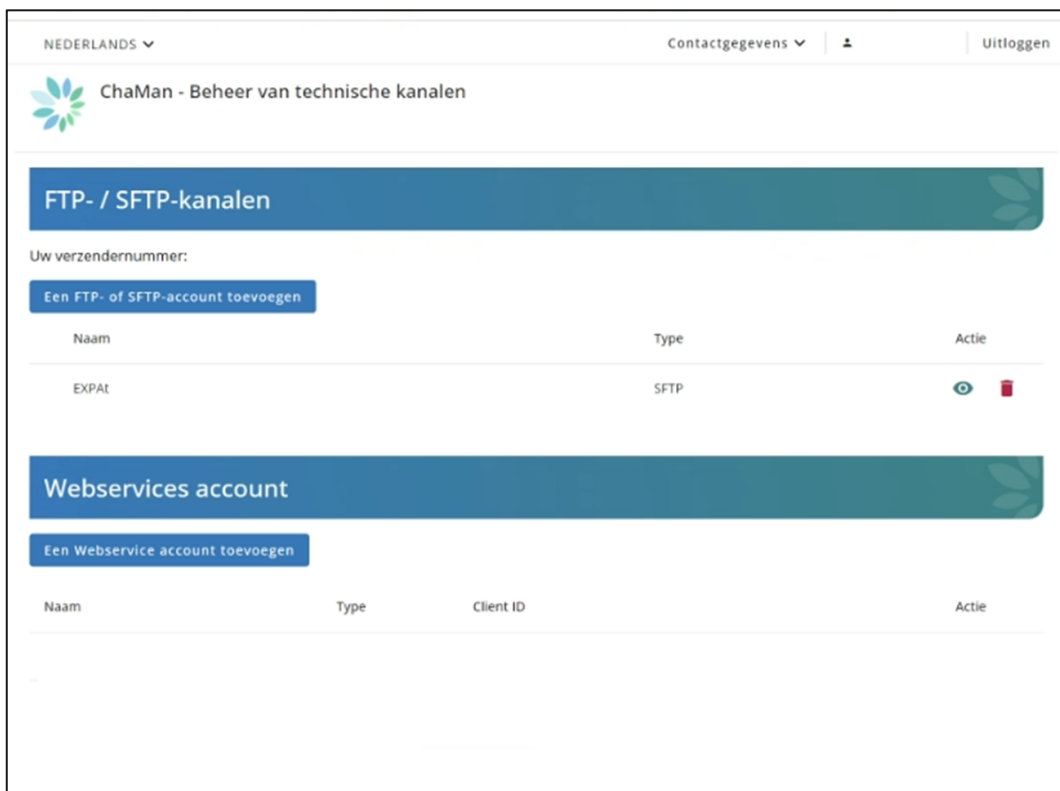 NEDERLANDS Contactgegevens Uitloggen
ChaMan - Beheer van technische kanalen
FTP- / SFTP-kanalen
Uw verzendernummer:
Een FTP- of SFTP-account toevoegen
Naam Type Actie
EXPAt SFTP
Webservices account
Een Webservice account toevoegen
Naam Type Client ID Actie